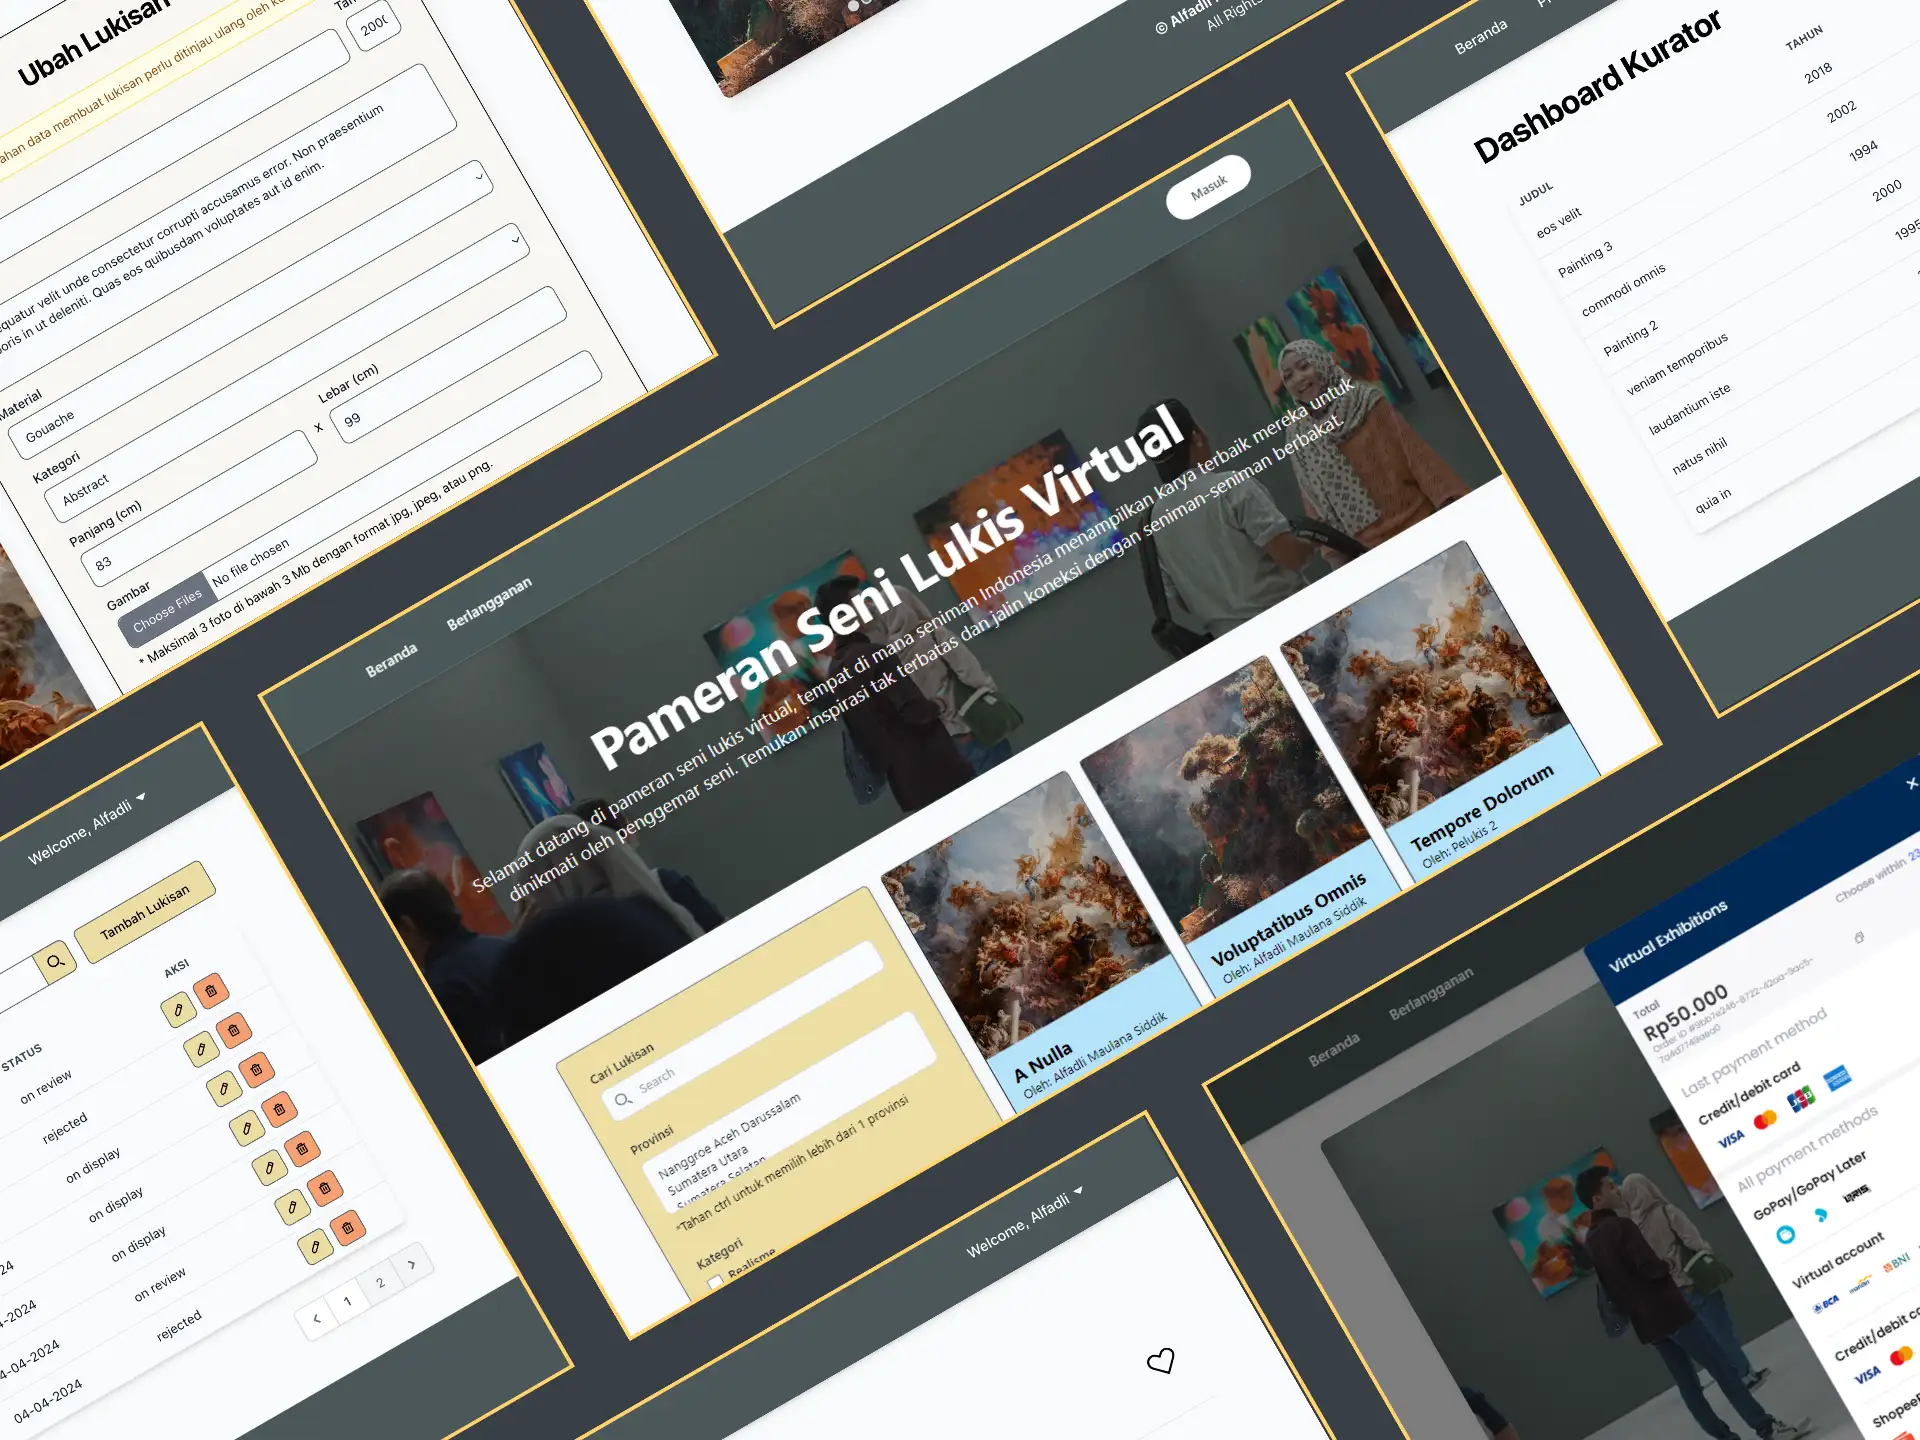 Ubah Lukisan
ahan data membuat lukisan perlu ditinjau ulang oleh
2000
equatur velit unde consectetur corrupti accusamus error. Non praesentium
poris in ut deleniti. Quas eos quibusdam voluptates aut id enim.
Material
Gouache
Kategori
Abstract
Panjang (cm)
Lebar (cm)
83
x
99
Gambar
Choose Files
No file chosen
* Maksimal 3 foto di bawah 3 Mb dengan format jpg, jpeg, atau png.
© Alfadli
All Rights
Beranda
Dashboard Kurator
JUDUL
TAHUN
eos velit
2018
Painting 3
2002
commodi omnis
1994
Painting 2
2000
veniam temporibus
1995
laudantium iste
natus nihil
quia in
Beranda
Berlangganan
Masuk
Pameran Seni Lukis Virtual
Selamat datang di pameran seni lukis virtual, tempat di mana seniman Indonesia menampilkan karya terbaik mereka untuk
dinikmati oleh penggemar seni. Temukan inspirasi tak terbatas dan jalin koneksi dengan seniman-seniman berbakat.
Cari Lukisan
Search
Provinsi
Nanggroe Aceh Darussalam
Sumatera Utara
Sumatera Selatan
*Tahan ctrl untuk memilih lebih dari 1 provinsi
Kategori
Realisme
A Nulla
Oleh: Alfadli Maulana Siddik
Voluptatibus Omnis
Oleh: Alfadli Maulana Siddik
Tempore Dolorum
Oleh: Pelukis 2
Welcome, Alfadli
Tambah Lukisan
STATUS
AKSI
on review
rejected
on display
on display
24
on display
4-2024
on review
4-04-2024
rejected
04-04-2024
1
2
Welcome, Alfadli
Beranda
Berlangganan
Virtual Exhibitions
Total
Choose within 23
Rp50.000
Order ID #9bb7e246-8722-42aa-9ac5-
7a4d7749aea0
Last payment method
Credit/debit card
VISA
JCB
All payment methods
GoPay/GoPay Later
QRIS
Virtual account
BCA
mandiri
BNI
Credit/debit c
VISA
ShopeeP